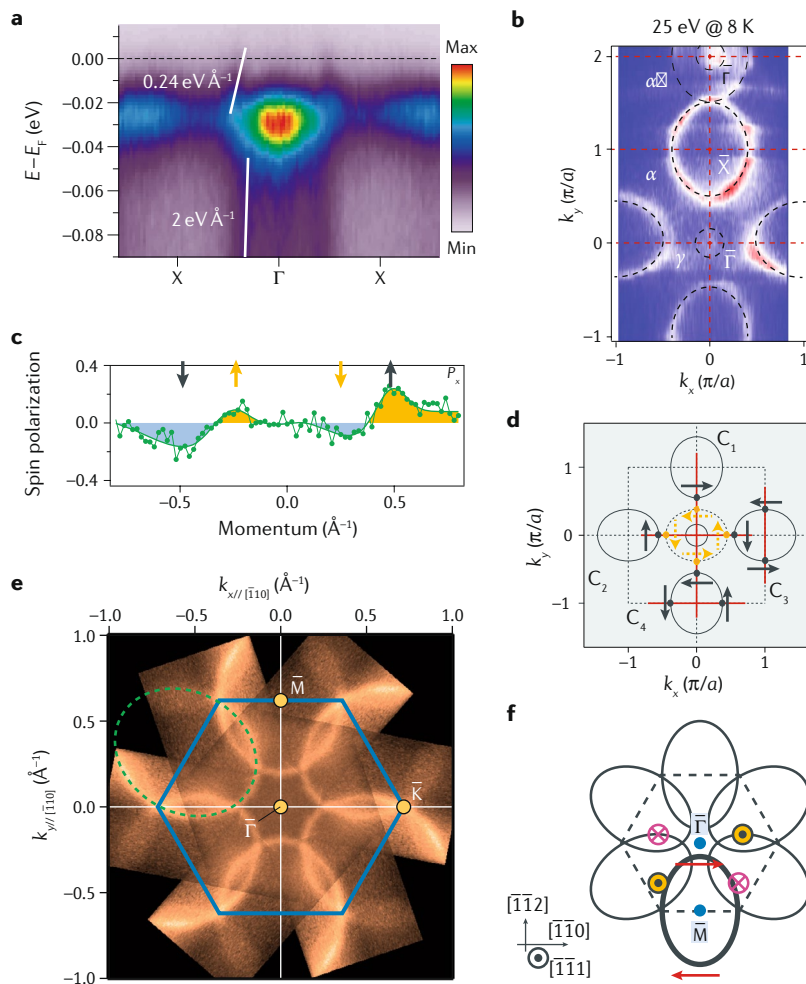 0.00
−0.02
−0.04
−0.06
−0.08
E−E_F (eV)
0.24 eV Å⁻¹
2 eV Å⁻¹
Max
Min
X
Γ
X
a
b
25 eV @ 8 K
2
1
0
−1
k_y (π/a)
Γ̄
α□
X̄
α
γ
Γ̄
−1
0
1
k_x (π/a)
c
0.4
0.0
−0.4
Spin polarization
P_x
−0.5
0.0
0.5
Momentum (Å⁻¹)
d
C₁
C₂
C₃
C₄
1
0
−1
k_y (π/a)
−1
0
1
k_x (π/a)
e
k_x// [1̄10] (Å⁻¹)
−1.0
−0.5
0.0
0.5
1.0
1.0
0.5
0.0
−0.5
−1.0
k_y// [1̄10] (Å⁻¹)
M̄
K̄
Γ̄
f
Γ̄
M̄
[1̄1̄2]
[1̄1̄0]
[1̄1̄1]